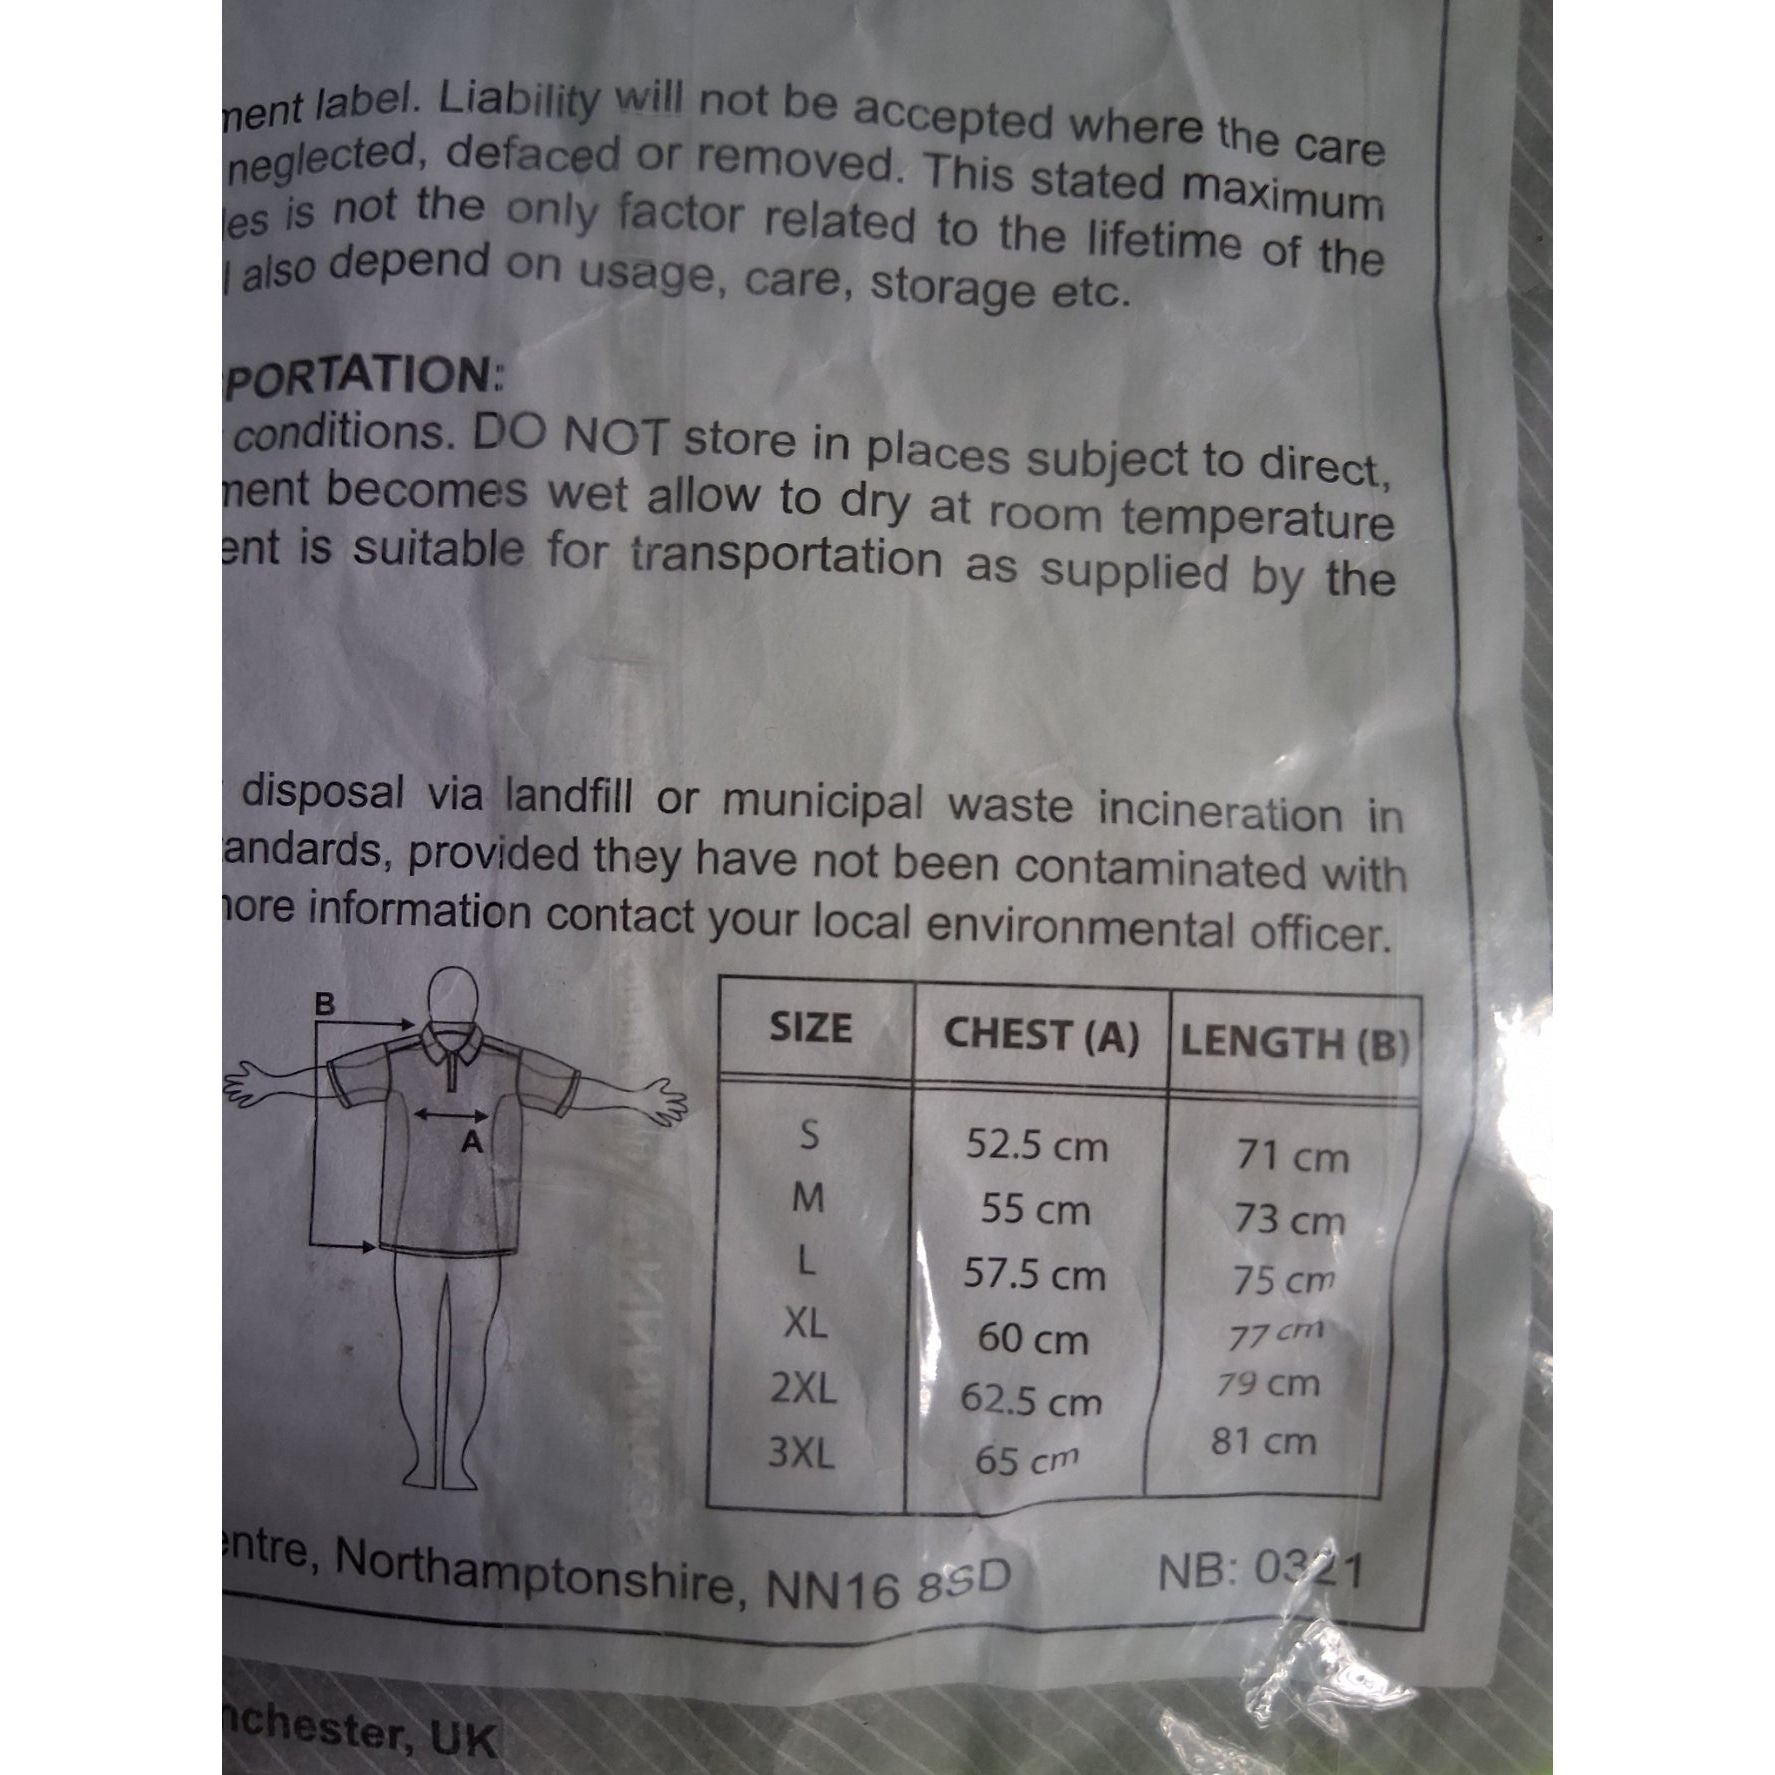 ment label. Liability will not be accepted where the care
neglected, defaced or removed. This stated maximum
les is not the only factor related to the lifetime of the
l also depend on usage, care, storage etc.
PORTATION:
conditions. DO NOT store in places subject to direct,
ment becomes wet allow to dry at room temperature
ent is suitable for transportation as supplied by the
disposal via landfill or municipal waste incineration in
andards, provided they have not been contaminated with
nore information contact your local environmental officer.
B
A
SIZE CHEST (A) LENGTH (B)
S 52.5 cm 71 cm
M 55 cm 73 cm
L 57.5 cm 75 cm
XL 60 cm 77 cm
2XL 62.5 cm 79 cm
3XL 65 cm 81 cm
entre, Northamptonshire, NN16 8SD NB: 0321
nchester, UK